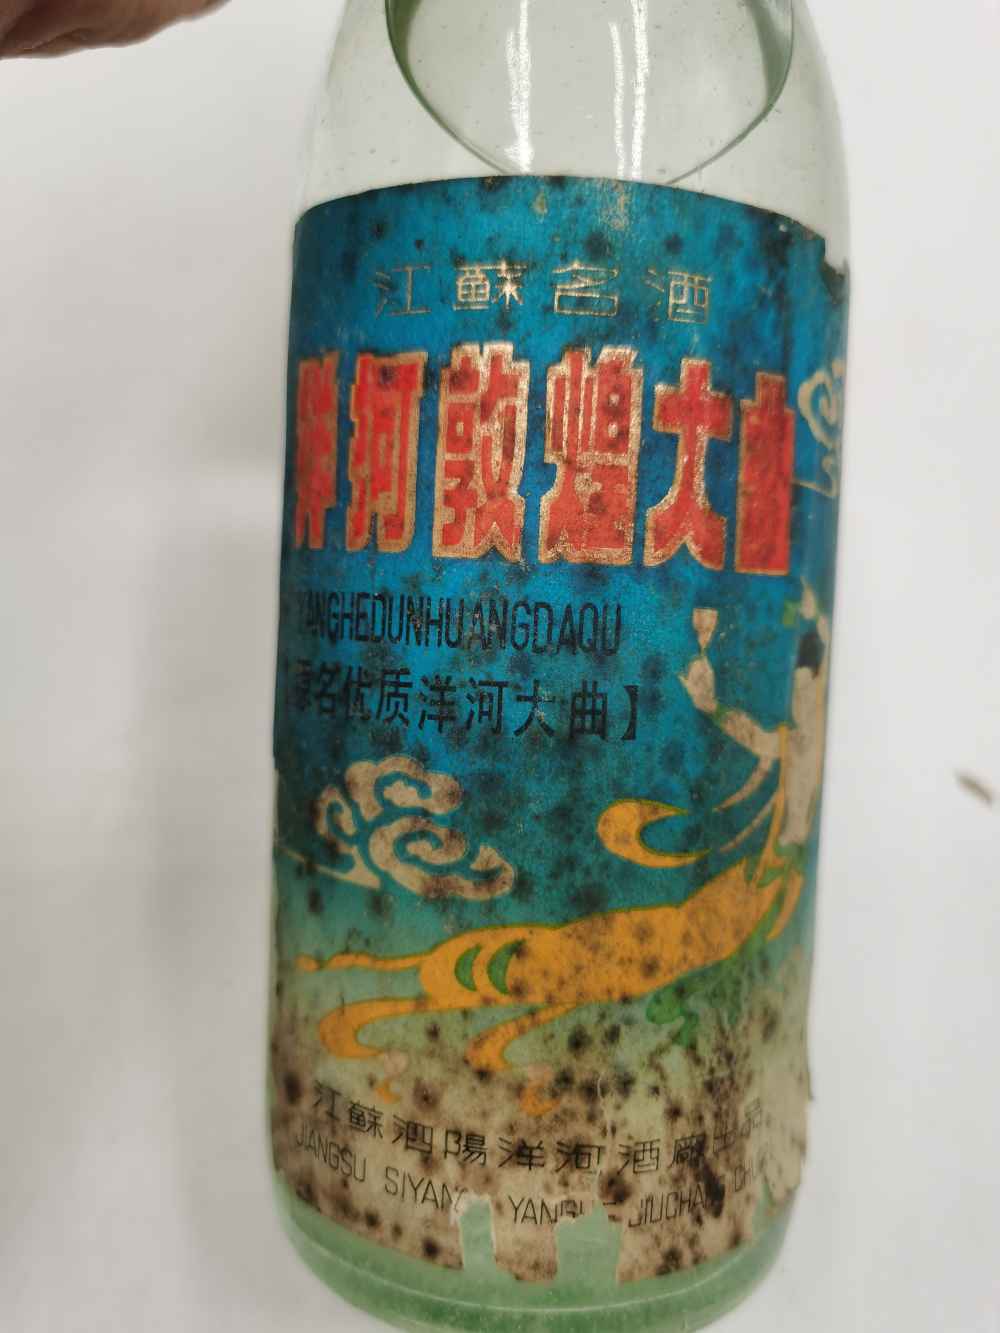 江蘇名酒
洋河敦煌大曲
YANGHEDUNHUANGDAQU
原名优质洋河大曲】
江蘇泗陽洋河酒廠出品
JIANGSU SIYANG YANGHE JIUCHANG CHU